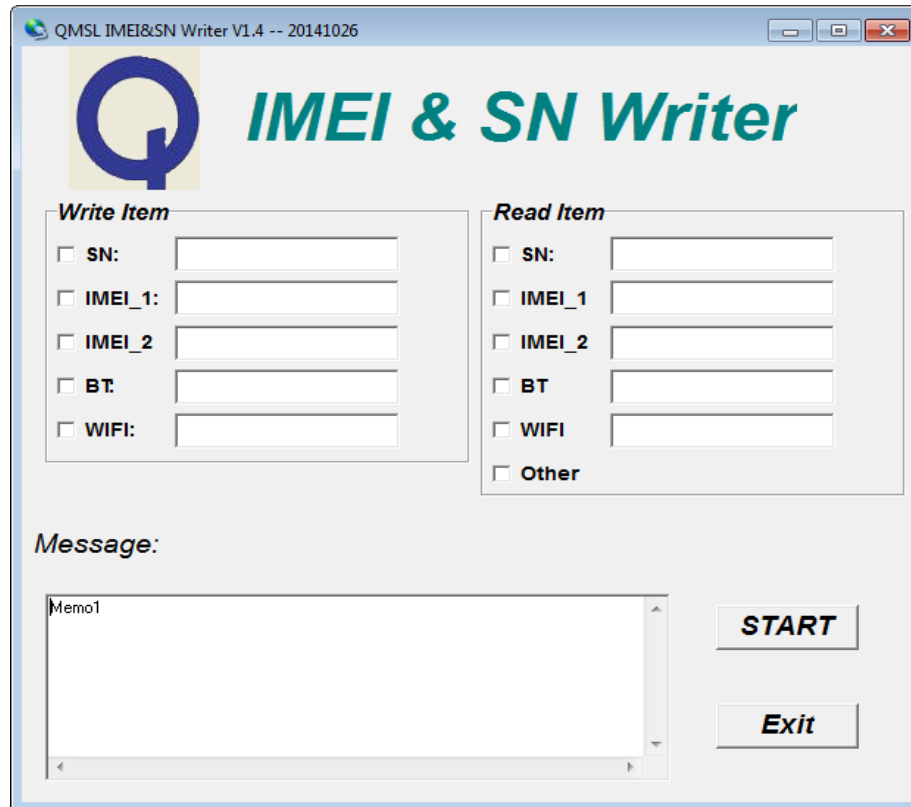 QMSL IMEI&SN Writer V1.4 -- 20141026
IMEI & SN Writer
Write Item
SN:
IMEI_1:
IMEI_2
BT:
WIFI:
Read Item
SN:
IMEI_1
IMEI_2
BT
WIFI
Other
Message:
Memo1
START
Exit